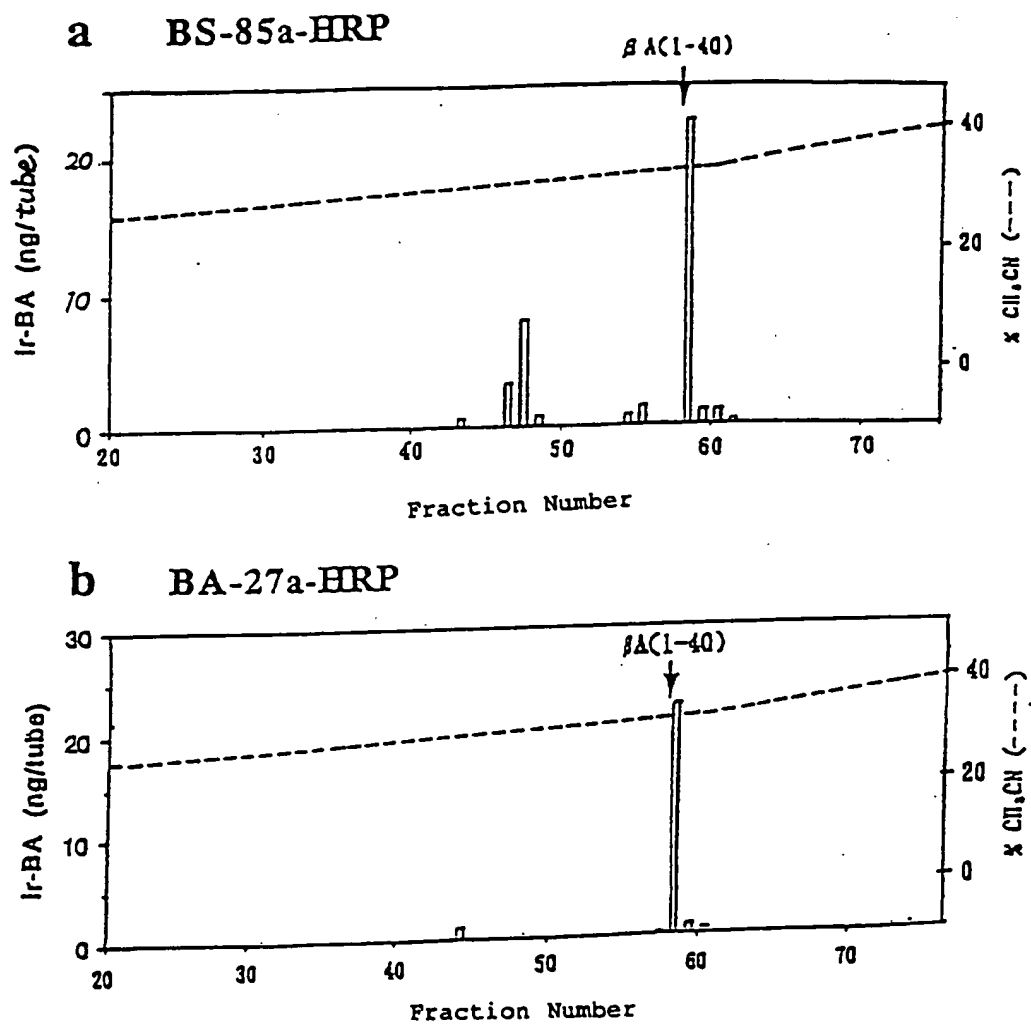 a BS-85a-HRP
βA(1-40)
Ir-BA (ng/tube)
20
10
0
40
20
0
% CH₃CN (---)
20 30 40 50 60 70
Fraction Number
b BA-27a-HRP
βA(1-40)
Ir-BA (ng/tube)
30
20
10
0
40
20
0
% CH₃CN (----)
20 30 40 50 60 70
Fraction Number